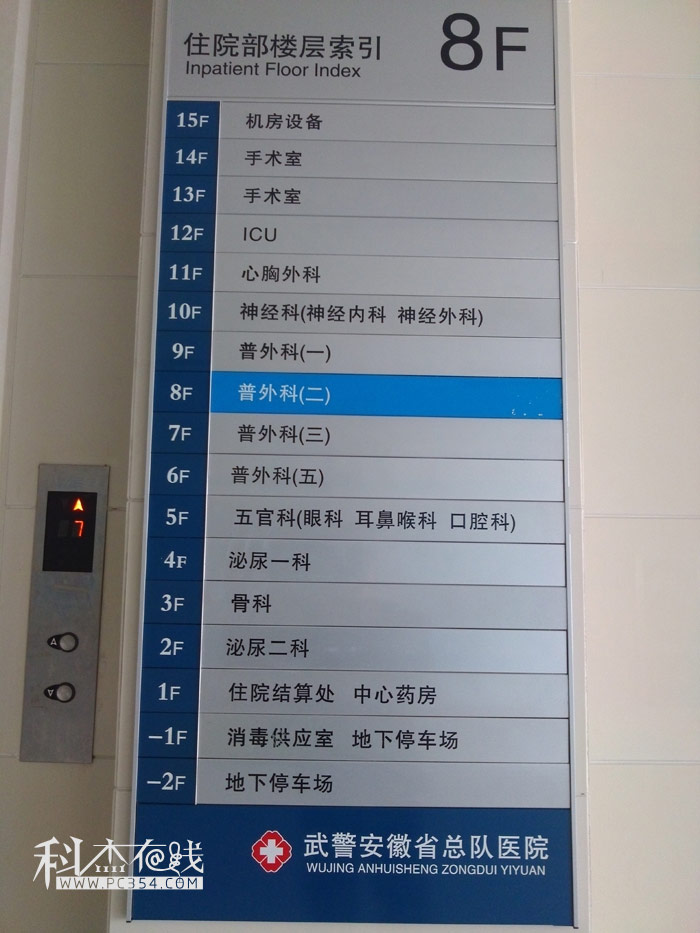 住院部楼层索引 8F
Inpatient Floor Index
15F 机房设备
14F 手术室
13F 手术室
12F ICU
11F 心胸外科
10F 神经科(神经内科 神经外科)
9F 普外科(一)
8F 普外科(二)
7F 普外科(三)
6F 普外科(五)
5F 五官科(眼科 耳鼻喉科 口腔科)
4F 泌尿一科
3F 骨科
2F 泌尿二科
1F 住院结算处 中心药房
-1F 消毒供应室 地下停车场
-2F 地下停车场
7
武警安徽省总队医院
WUJING ANHUISHENG ZONGDUI YIYUAN
科杰在线
WWW.PC354.COM